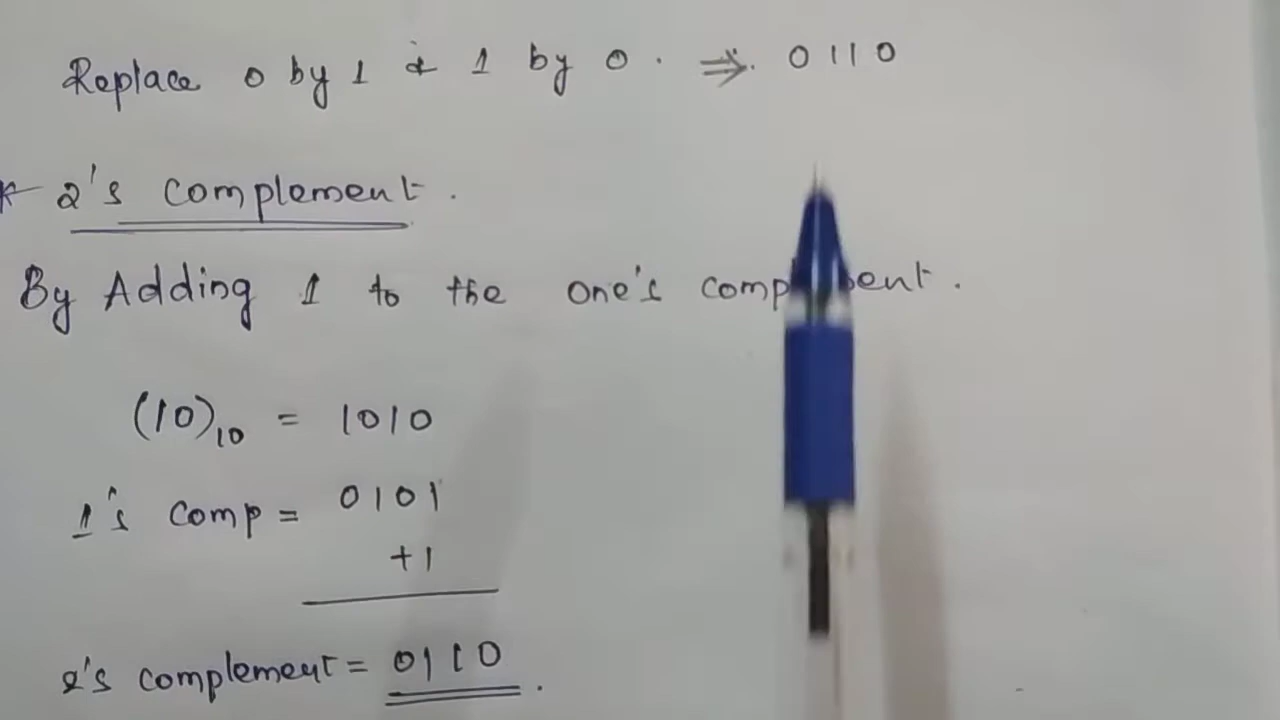 Replace 0 by 1 & 1 by 0. ⇒ 0110
2's complement.
By Adding 1 to the one's complement.
(10)₁₀ = 1010
1's comp = 0101
+1
2's complement = 0110.